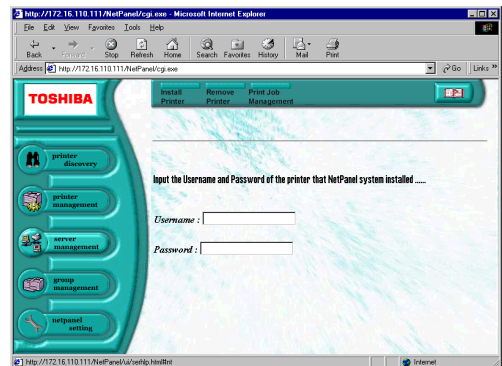 http://172.16.110.111/NetPanel/cgi.exe - Microsoft Internet Explorer
File Edit View Favorites Tools Help
Back Forward Stop Refresh Home Search Favorites History Mail Print
Address http://172.16.110.111/NetPanel/cgi.exe Go Links »
TOSHIBA
Install Printer
Remove Printer
Print Job Management
printer discovery
printer management
server management
group management
netpanel setting
Input the Username and Password of the printer that NetPanel system installed ......
Username :
Password :
http://172.16.110.111/NetPanel/ui/serhlp.html#nt Internet